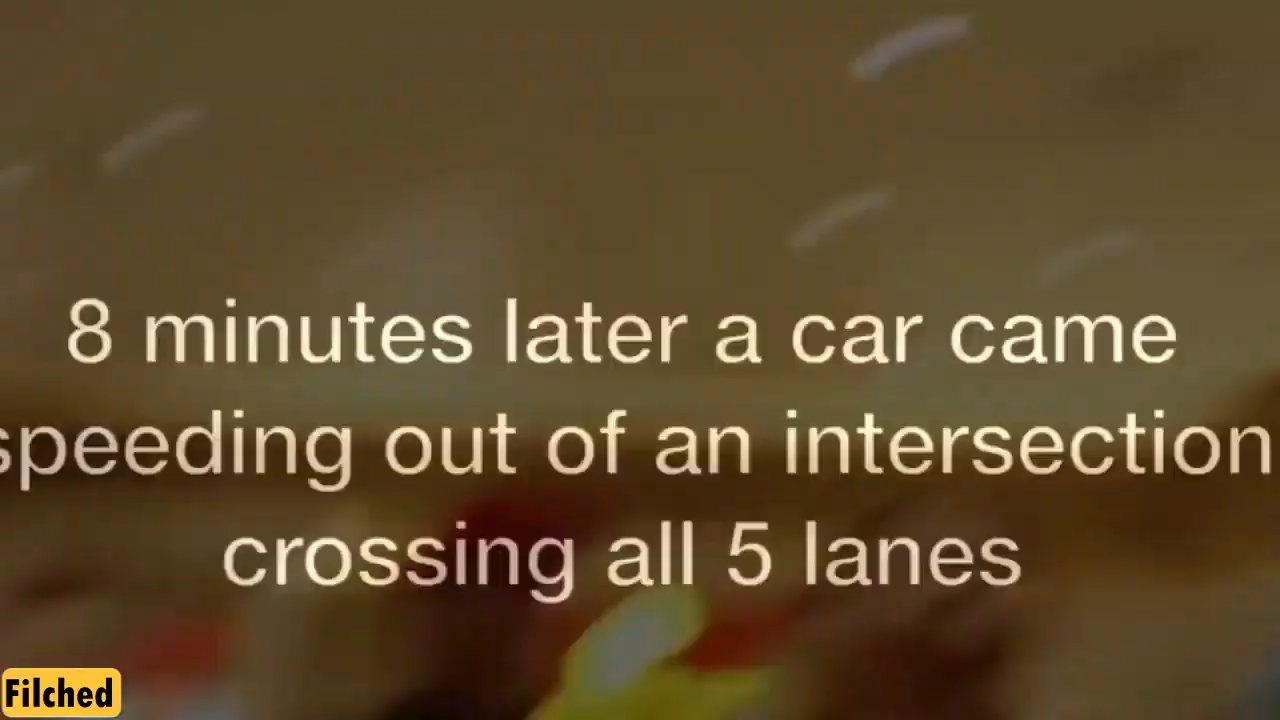 8 minutes later a car came
speeding out of an intersection
crossing all 5 lanes
Filched